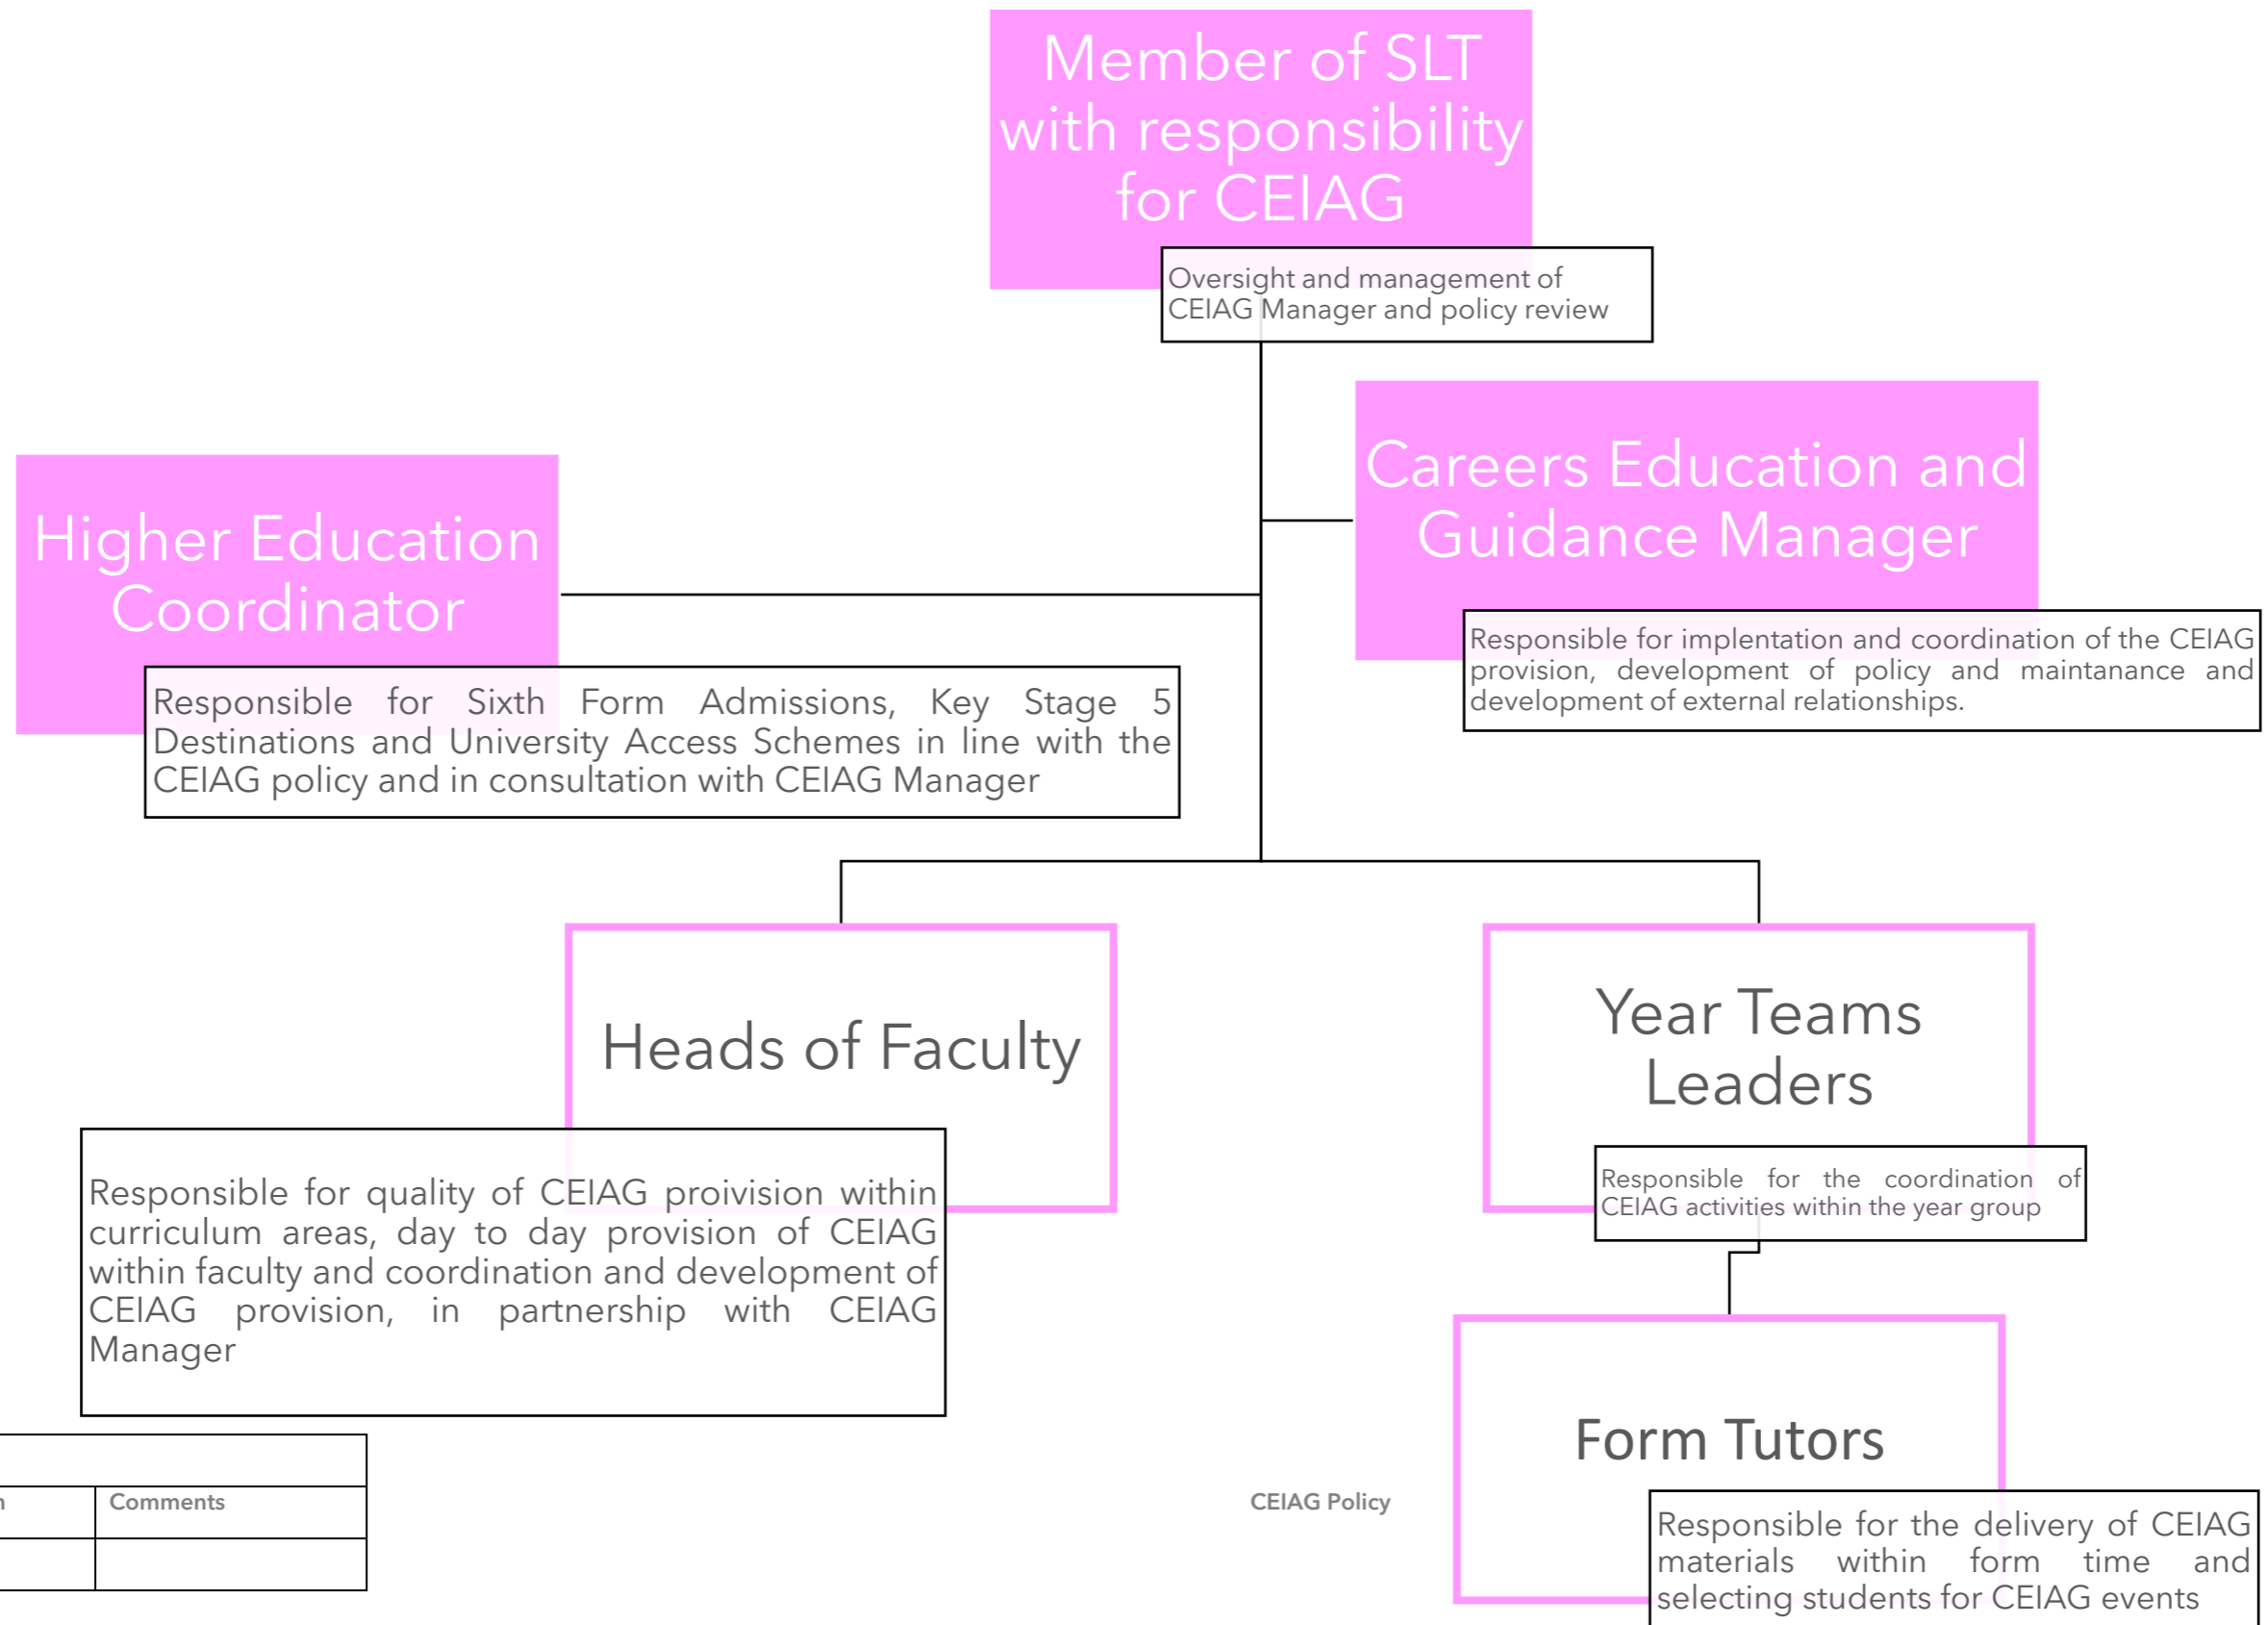 Member of SLT
with responsibility
for CEIAG
Oversight and management of
CEIAG Manager and policy review
Careers Education and
Guidance Manager
Responsible for implentation and coordination of the CEIAG
provision, development of policy and maintanance and
development of external relationships.
Higher Education
Coordinator
Responsible for Sixth Form Admissions, Key Stage 5
Destinations and University Access Schemes in line with the
CEIAG policy and in consultation with CEIAG Manager
Heads of Faculty
Responsible for quality of CEIAG proivision within
curriculum areas, day to day provision of CEIAG
within faculty and coordination and development of
CEIAG provision, in partnership with CEIAG
Manager
Year Teams
Leaders
Responsible for the coordination of
CEIAG activities within the year group
Form Tutors
Responsible for the delivery of CEIAG
materials within form time and
selecting students for CEIAG events
Comments
CEIAG Policy